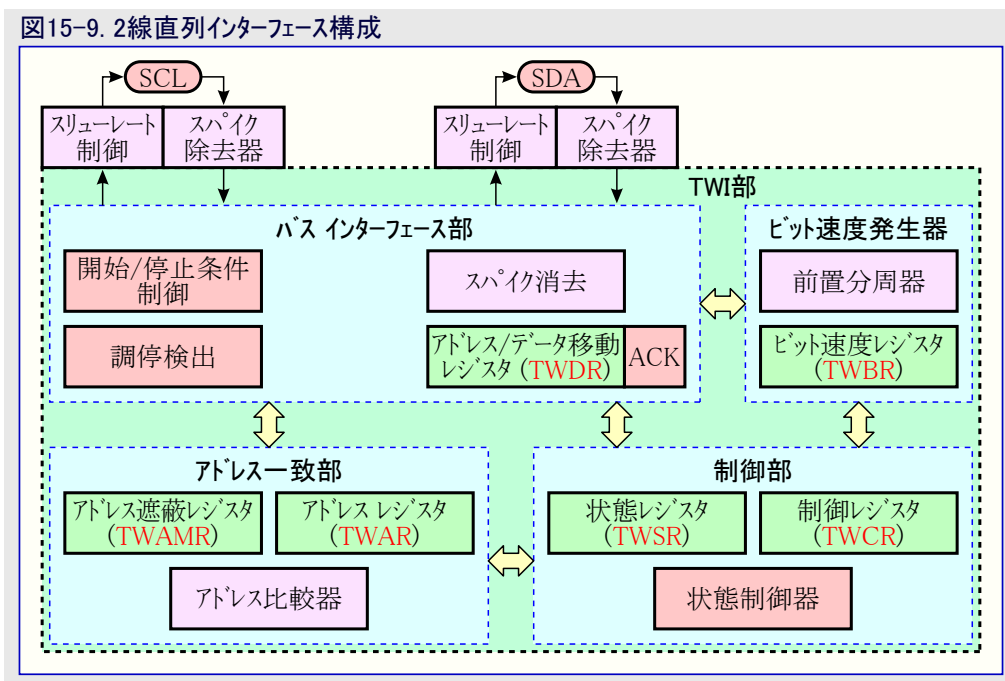 図15-9. 2線直列インターフェース構成
SCL
SDA
スリューレート
制御
スパイク
除去器
スリューレート
制御
スパイク
除去器
TWI部
バス インターフェース部
ビット速度発生器
開始/停止条件
制御
スパイク消去
前置分周器
調停検出
アドレス/データ移動
レジスタ (TWDR)
ACK
ビット速度レジスタ
(TWBR)
アドレス一致部
制御部
アドレス遮蔽レジスタ
(TWAMR)
アドレス レジスタ
(TWAR)
状態レジスタ
(TWSR)
制御レジスタ
(TWCR)
アドレス比較器
状態制御器